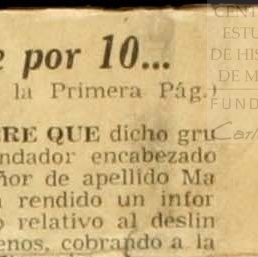 e por 10...
la Primera Pág.)
ERE QUE dicho gru
ndador encabezado
ñor de apellido Ma
rendido un infor
o relativo al deslin
enos, cobrando a la
CENT
ESTU
DE HIS
DE M
FUND